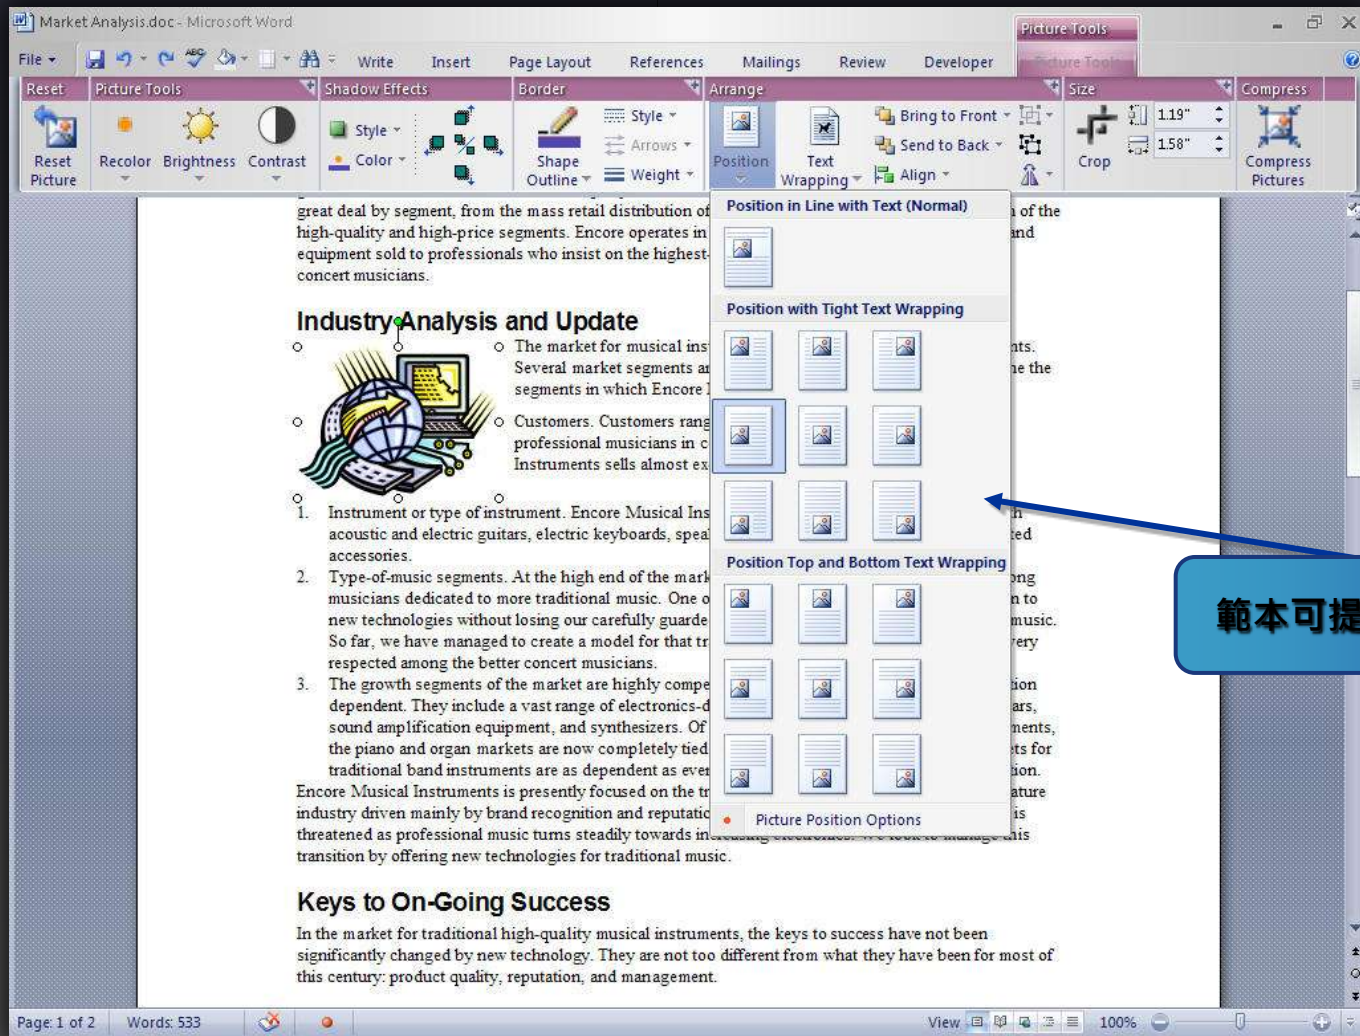 Market Analysis.doc - Microsoft Word
Picture Tools
File
ABC
Write Insert Page Layout References Mailings Review Developer Picture Tools
Reset Picture Tools Shadow Effects Border Arrange Size Compress
Reset Picture
Recolor Brightness Contrast
Style
Color
Shape Outline
Style
Arrows
Weight
Position
Text Wrapping
Bring to Front
Send to Back
Align
Crop
1.19"
1.58"
Compress Pictures
Position in Line with Text (Normal)
Position with Tight Text Wrapping
Position Top and Bottom Text Wrapping
Picture Position Options
great deal by segment, from the mass retail distribution of
n of the
high-quality and high-price segments. Encore operates in
and
equipment sold to professionals who insist on the highest-
concert musicians.
Industry Analysis and Update
The market for musical ins
nts.
Several market segments ar
ne the
segments in which Encore
Customers. Customers rang
professional musicians in c
Instruments sells almost ex
1. Instrument or type of instrument. Encore Musical Ins
h
acoustic and electric guitars, electric keyboards, speal
ted
accessories.
2. Type-of-music segments. At the high end of the mark
ong
musicians dedicated to more traditional music. One o
n to
new technologies without losing our carefully guarde
music.
So far, we have managed to create a model for that tr
very
respected among the better concert musicians.
3. The growth segments of the market are highly compe
tion
dependent. They include a vast range of electronics-d
ars,
sound amplification equipment, and synthesizers. Of
ments,
the piano and organ markets are now completely tied
ts for
traditional band instruments are as dependent as ever
tion.
Encore Musical Instruments is presently focused on the tr
ature
industry driven mainly by brand recognition and reputatic
is
threatened as professional music turns steadily towards
this
transition by offering new technologies for traditional music.
Keys to On-Going Success
In the market for traditional high-quality musical instruments, the keys to success have not been
significantly changed by new technology. They are not too different from what they have been for most of
this century: product quality, reputation, and management.
範本可提
Page: 1 of 2 Words: 533 View 100%